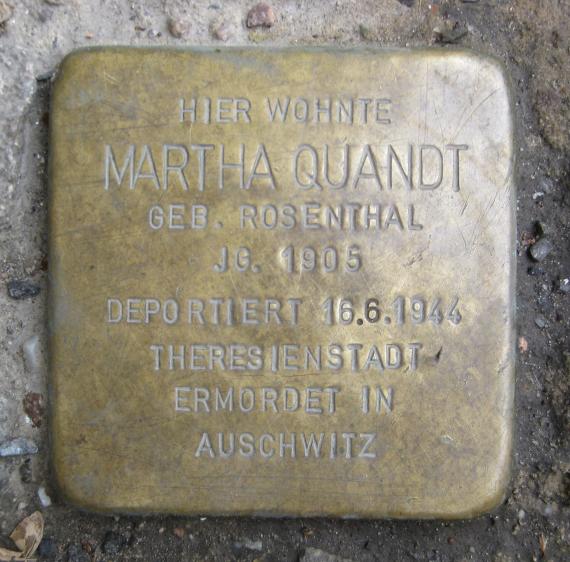 HIER WOHNTE
MARTHA QUANDT
GEB. ROSENTHAL
JG. 1905
DEPORTIERT 16.6.1944
THERESIENSTADT
ERMORDET IN
AUSCHWITZ